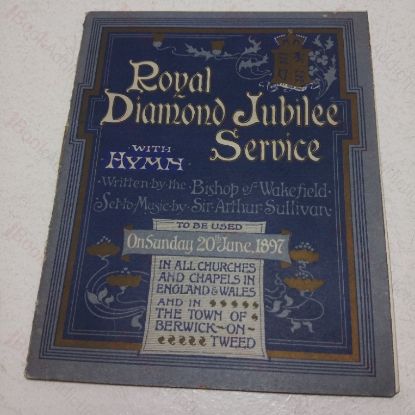 Royal
Diamond Jubilee
Service
WITH
HYMN
Written by the Bishop of Wakefield
Set to Music by Sir Arthur Sullivan
TO BE USED
On Sunday 20th June, 1897
IN ALL CHURCHES
AND CHAPELS IN
ENGLAND & WALES
AND IN
THE TOWN OF
BERWICK-ON-
TWEED